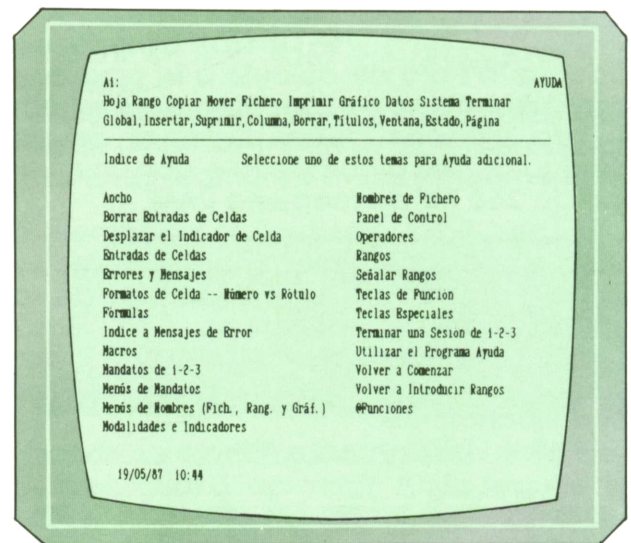 A1: AYUDA
Hoja Rango Copiar Mover Fichero Imprimir Gráfico Datos Sistema Terminar
Global, Insertar, Suprimir, Columna, Borrar, Títulos, Ventana, Estado, Página
Indice de Ayuda Seleccione uno de estos temas para Ayuda adicional.
Ancho
Borrar Entradas de Celdas
Desplazar el Indicador de Celda
Entradas de Celdas
Errores y Mensajes
Formatos de Celda -- Número vs Rótulo
Fórmulas
Indice a Mensajes de Error
Macros
Mandatos de 1-2-3
Menús de Mandatos
Menús de Nombres (Fich., Rang. y Gráf.)
Modalidades e Indicadores
Nombres de Fichero
Panel de Control
Operadores
Rangos
Señalar Rangos
Teclas de Función
Teclas Especiales
Terminar una Sesión de 1-2-3
Utilizar el Programa Ayuda
Volver a Comenzar
Volver a Introducir Rangos
@Funciones
19/05/87 10:44